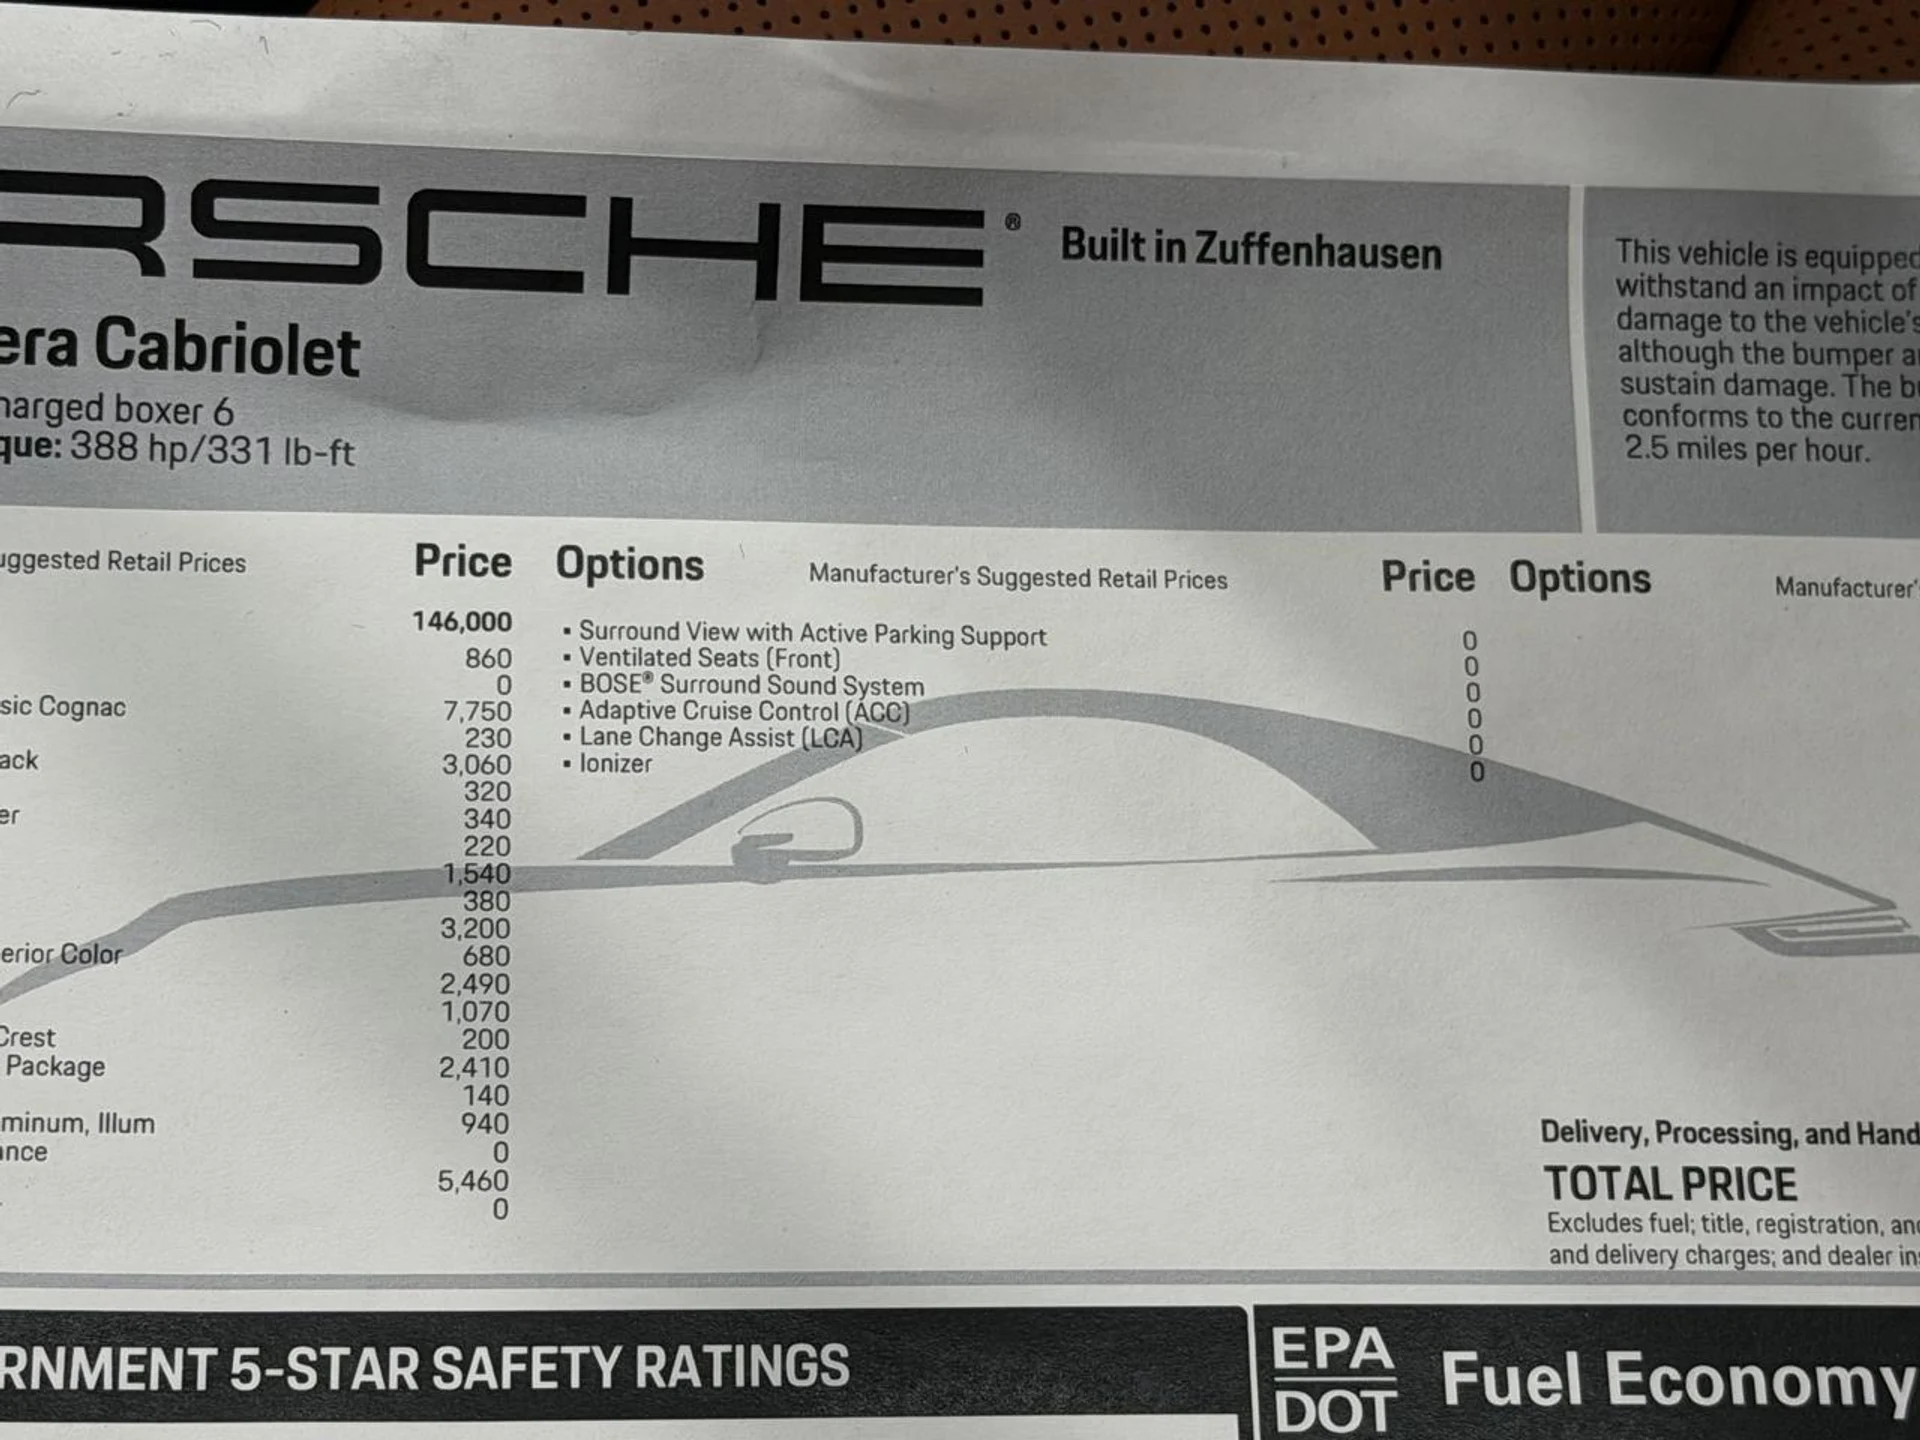 RSCHE®
Built in Zuffenhausen
era Cabriolet
harged boxer 6
que: 388 hp/331 lb-ft
This vehicle is equipped
withstand an impact of
damage to the vehicle's
although the bumper a
sustain damage. The b
conforms to the curren
2.5 miles per hour.
uggested Retail Prices Price
146,000
860
0
sic Cognac 7,750
230
ack 3,060
320
er 340
220
1,540
380
3,200
erior Color 680
2,490
1,070
Crest 200
Package 2,410
140
minum, Illum 940
ance 0
5,460
0
Options Manufacturer's Suggested Retail Prices Price
▪ Surround View with Active Parking Support 0
▪ Ventilated Seats (Front) 0
▪ BOSE® Surround Sound System 0
▪ Adaptive Cruise Control (ACC) 0
▪ Lane Change Assist (LCA) 0
▪ Ionizer 0
Options Manufacturer'
Delivery, Processing, and Hand
TOTAL PRICE
Excludes fuel; title, registration, and
and delivery charges; and dealer in
RNMENT 5-STAR SAFETY RATINGS
EPA
DOT
Fuel Economy